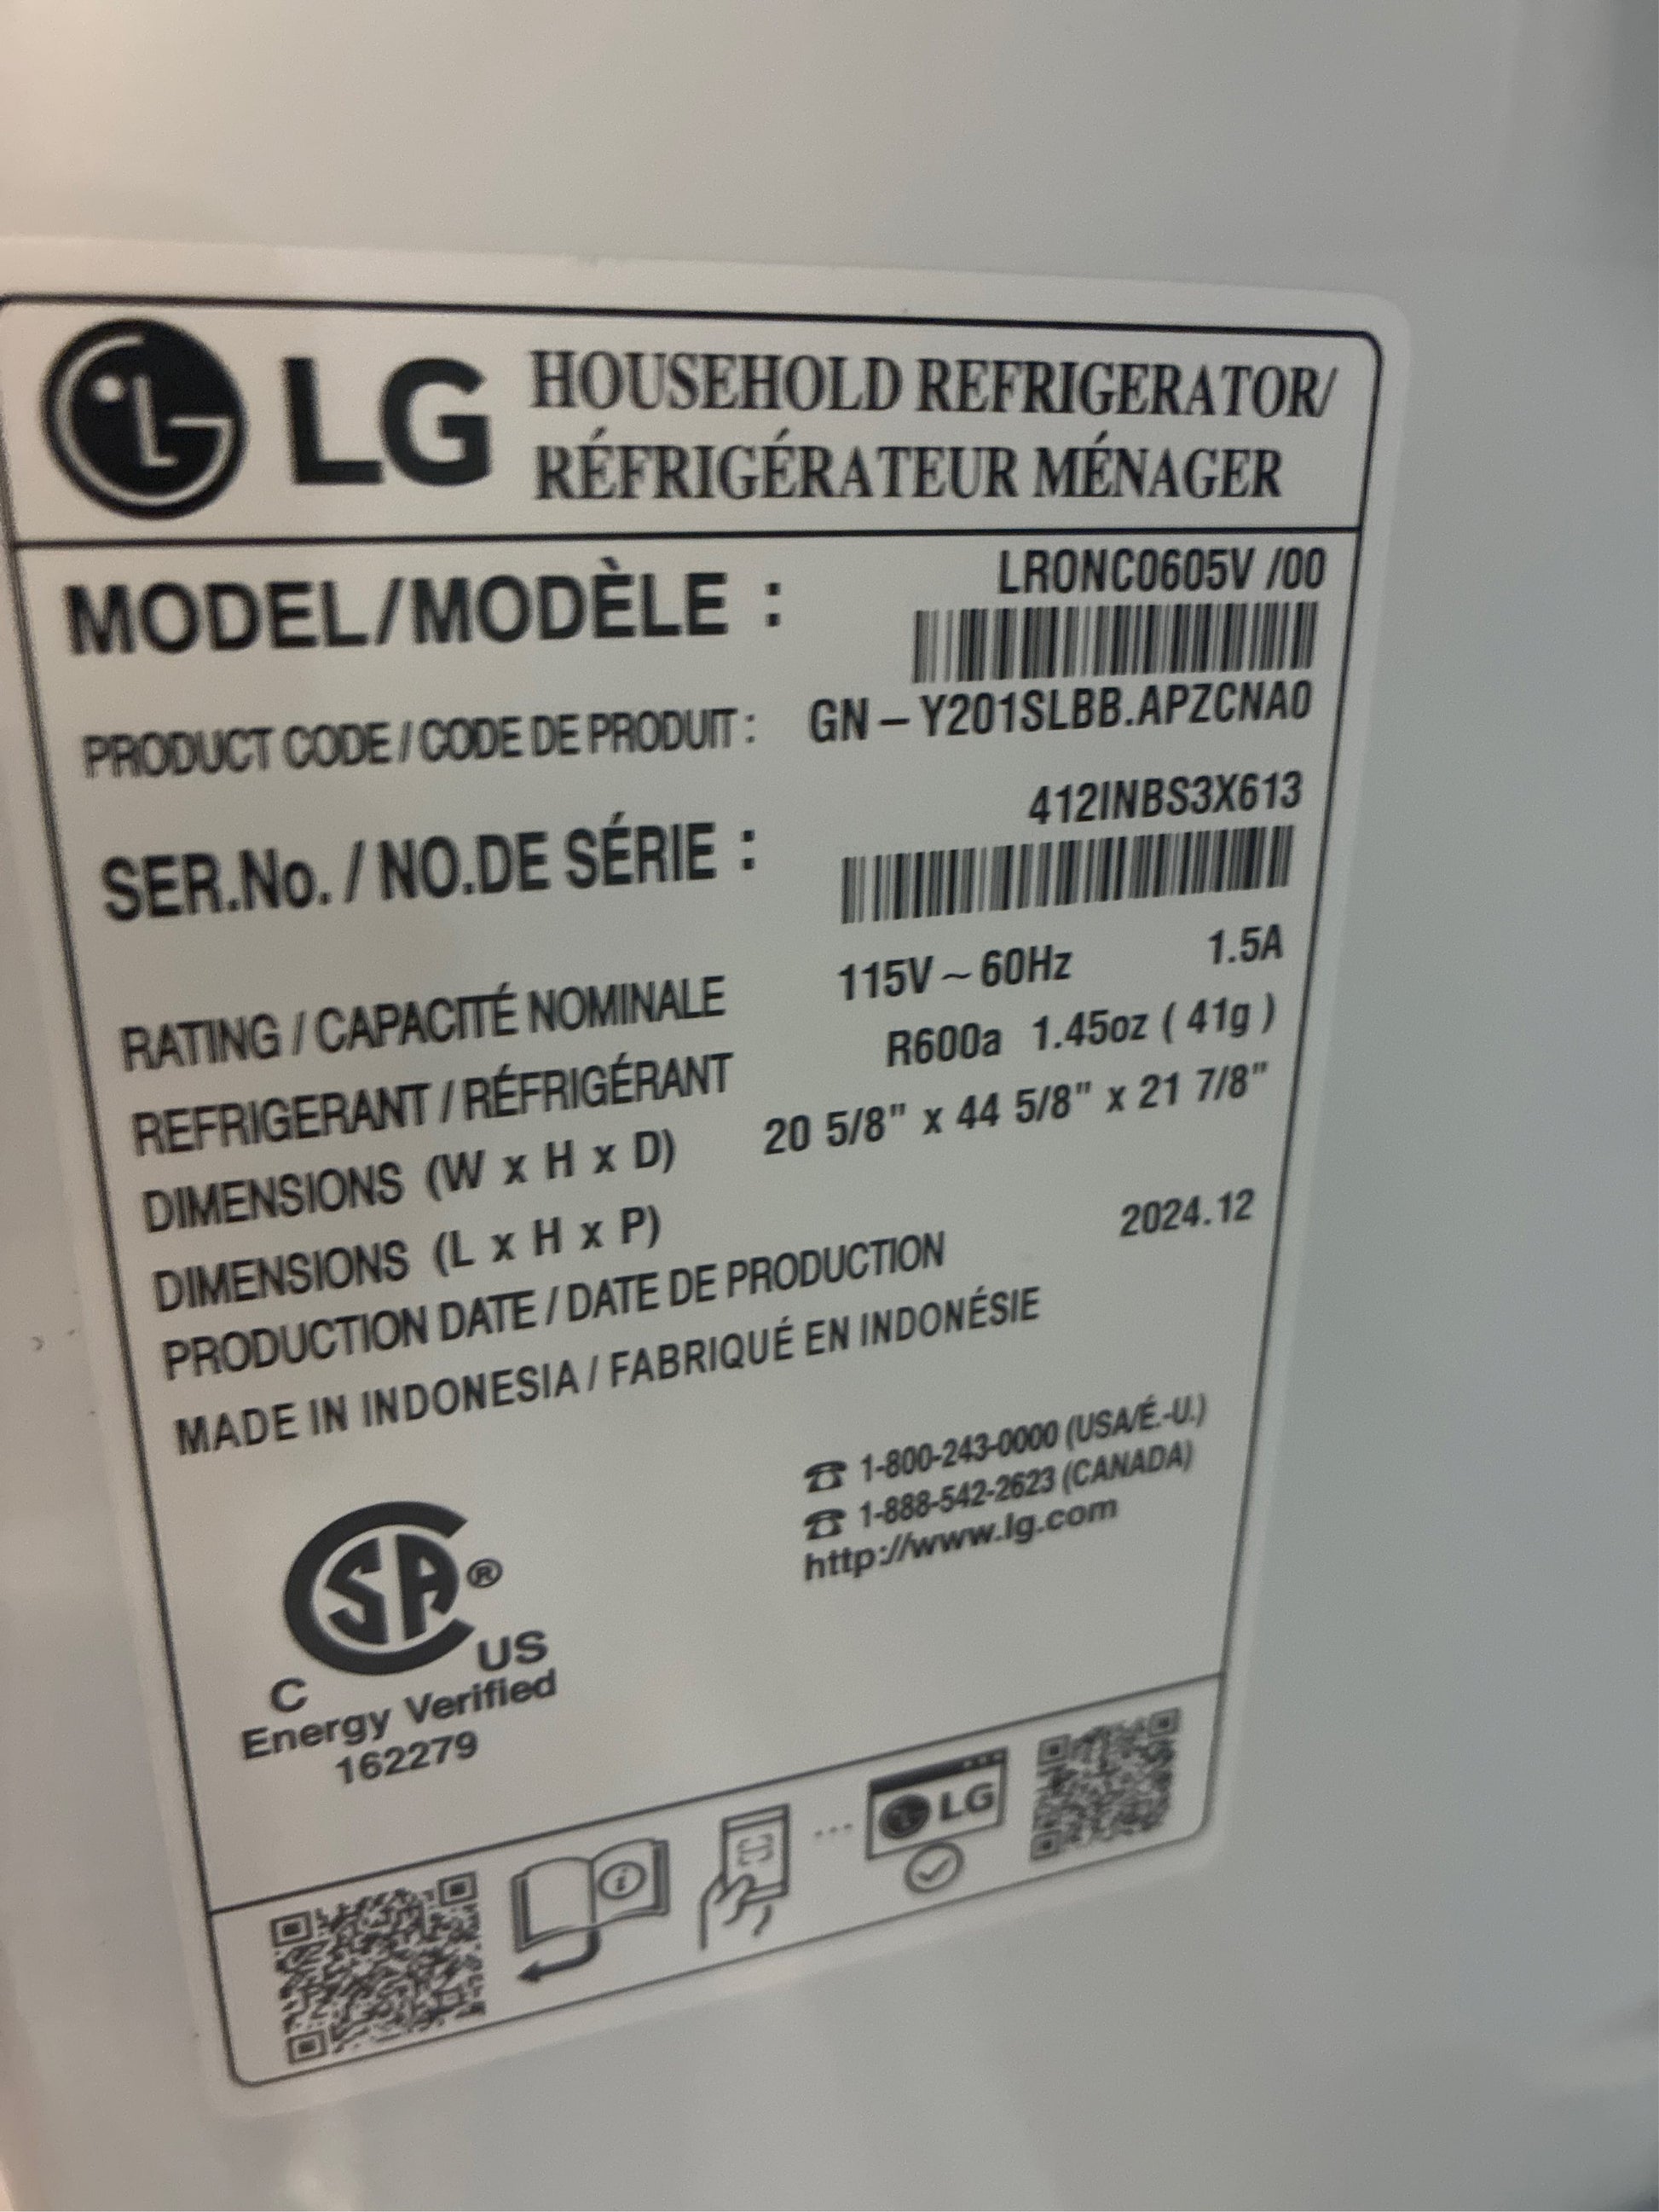 LG HOUSEHOLD REFRIGERATOR/
RÉFRIGÉRATEUR MÉNAGER
MODEL/MODÈLE : LRONC0605V /00
PRODUCT CODE / CODE DE PRODUIT : GN – Y201SLBB.APZCNA0
SER.No. / NO.DE SÉRIE : 412INBS3X613
RATING / CAPACITÉ NOMINALE 115V ~ 60Hz 1.5A
REFRIGERANT / RÉFRIGÉRANT R600a 1.45oz ( 41g )
DIMENSIONS (W x H x D) 20 5/8" x 44 5/8" x 21 7/8"
DIMENSIONS (L x H x P)
PRODUCTION DATE / DATE DE PRODUCTION 2024.12
MADE IN INDONESIA / FABRIQUÉ EN INDONÉSIE
☎ 1-800-243-0000 (USA/É.-U.)
☎ 1-888-542-2623 (CANADA)
http://www.lg.com
CSA®
C US
Energy Verified
162279
LG